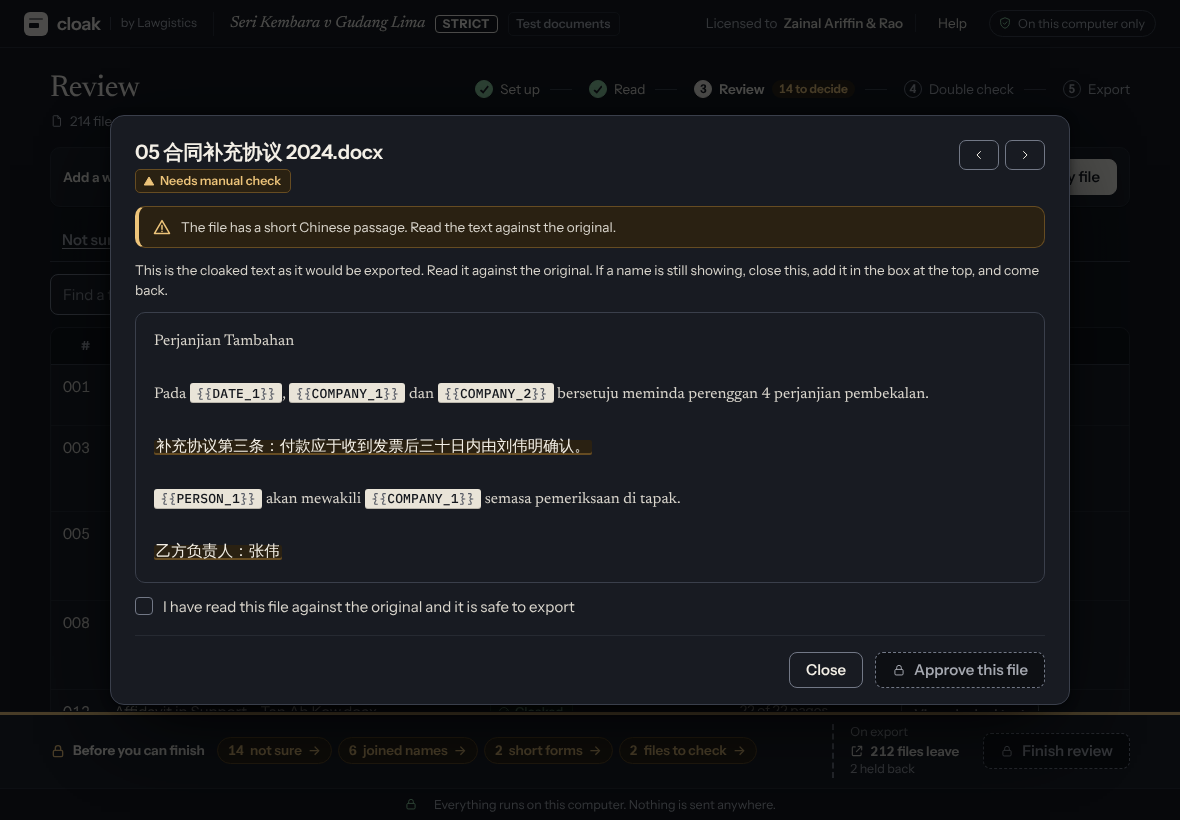 cloak
by Lawgistics
Seri Kembara v Gudang Lima
STRICT
Test documents
Licensed to Zainal Ariffin & Rao
Help
On this computer only
Review
Set up
Read
3 Review 14 to decide
4 Double check
5 Export
214 file
Add a w
y file
Not sur
Find a
#
001
003
005
008
05 合同补充协议 2024.docx
Needs manual check
The file has a short Chinese passage. Read the text against the original.
This is the cloaked text as it would be exported. Read it against the original. If a name is still showing, close this, add it in the box at the top, and come
back.
Perjanjian Tambahan
Pada {{DATE_1}}, {{COMPANY_1}} dan {{COMPANY_2}} bersetuju meminda perenggan 4 perjanjian pembekalan.
补充协议第三条：付款应于收到发票后三十日内由刘伟明确认。
{{PERSON_1}} akan mewakili {{COMPANY_1}} semasa pemeriksaan di tapak.
乙方负责人：张伟
I have read this file against the original and it is safe to export
Close
Approve this file
Before you can finish
14 not sure →
6 joined names →
2 short forms →
2 files to check →
On export
212 files leave
2 held back
Finish review
Everything runs on this computer. Nothing is sent anywhere.